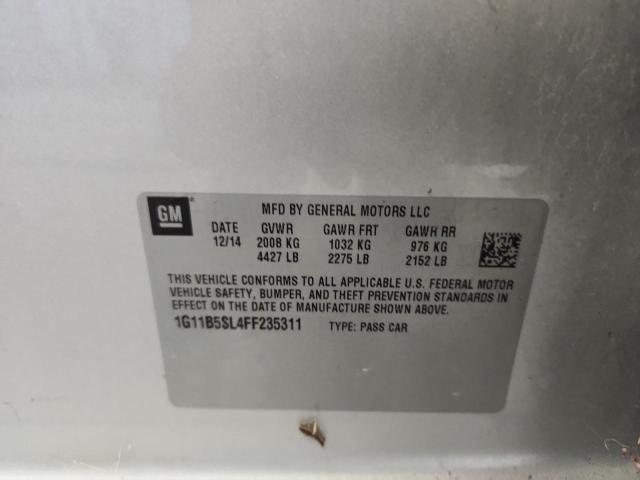 GM ®
MFD BY GENERAL MOTORS LLC
DATE GVWR GAWR FRT GAWR RR
12/14 2008 KG 1032 KG 976 KG
4427 LB 2275 LB 2152 LB
THIS VEHICLE CONFORMS TO ALL APPLICABLE U.S. FEDERAL MOTOR
VEHICLE SAFETY, BUMPER, AND THEFT PREVENTION STANDARDS IN
EFFECT ON THE DATE OF MANUFACTURE SHOWN ABOVE.
1G11B5SL4FF235311 TYPE: PASS CAR